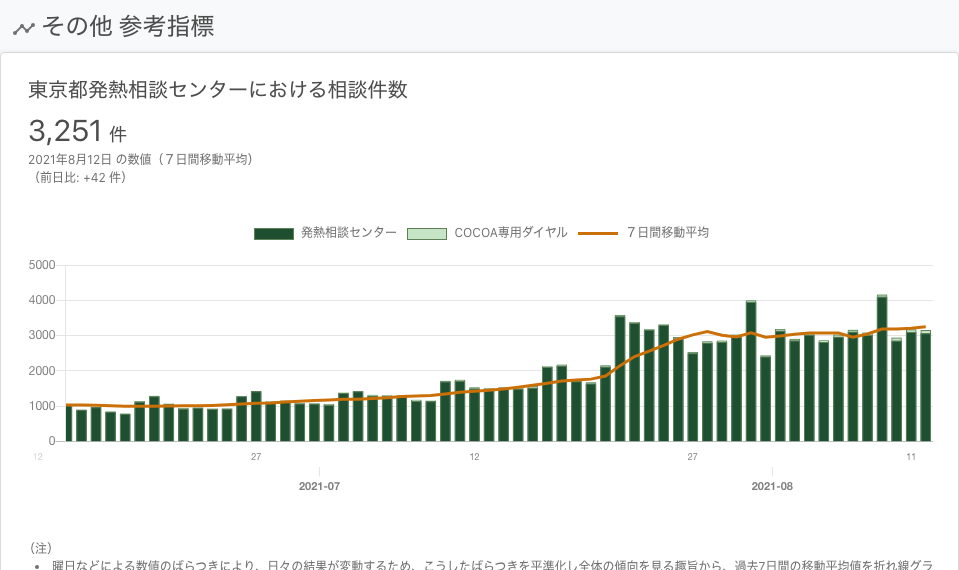 その他 参考指標
東京都発熱相談センターにおける相談件数
3,251 件
2021年8月12日 の数値（７日間移動平均）
（前日比: +42 件）
発熱相談センター COCOA専用ダイヤル ７日間移動平均
5000
4000
3000
2000
1000
0
12 27 12 27 11
2021-07 2021-08
（注）
• 曜日などによる数値のばらつきにより、日々の結果が変動するため、こうしたばらつきを平準化し全体の傾向を見る趣旨から、過去7日間の移動平均値を折れ線グラ